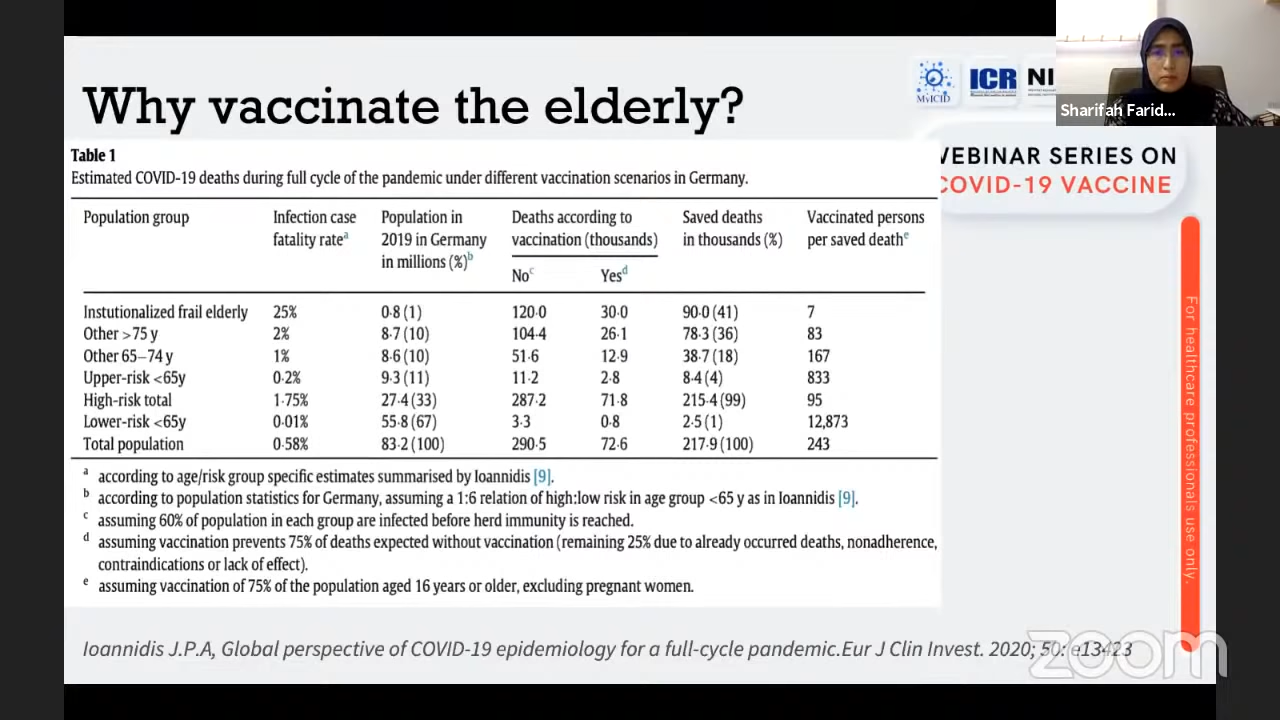 Why vaccinate the elderly?
MyICID
ICR
NI
Sharifah Farid...
WEBINAR SERIES ON
COVID-19 VACCINE
Table 1
Estimated COVID-19 deaths during full cycle of the pandemic under different vaccination scenarios in Germany.
Population group Infection case fatality rateᵃ Population in 2019 in Germany in millions (%)ᵇ Deaths according to vaccination (thousands) Saved deaths in thousands (%) Vaccinated persons per saved deathᵉ
Noᶜ Yesᵈ
Instutionalized frail elderly 25% 0·8 (1) 120·0 30·0 90·0 (41) 7
Other >75 y 2% 8·7 (10) 104·4 26·1 78·3 (36) 83
Other 65–74 y 1% 8·6 (10) 51·6 12·9 38·7 (18) 167
Upper-risk <65y 0·2% 9·3 (11) 11·2 2·8 8·4 (4) 833
High-risk total 1·75% 27·4 (33) 287·2 71·8 215·4 (99) 95
Lower-risk <65y 0·01% 55·8 (67) 3·3 0·8 2·5 (1) 12,873
Total population 0·58% 83·2 (100) 290·5 72·6 217·9 (100) 243
ᵃ according to age/risk group specific estimates summarised by Ioannidis [9].
ᵇ according to population statistics for Germany, assuming a 1:6 relation of high:low risk in age group <65 y as in Ioannidis [9].
ᶜ assuming 60% of population in each group are infected before herd immunity is reached.
ᵈ assuming vaccination prevents 75% of deaths expected without vaccination (remaining 25% due to already occurred deaths, nonadherence,
contraindications or lack of effect).
ᵉ assuming vaccination of 75% of the population aged 16 years or older, excluding pregnant women.
For healthcare professionals use only.
Ioannidis J.P.A, Global perspective of COVID-19 epidemiology for a full-cycle pandemic.Eur J Clin Invest. 2020; 50: e13423
zoom